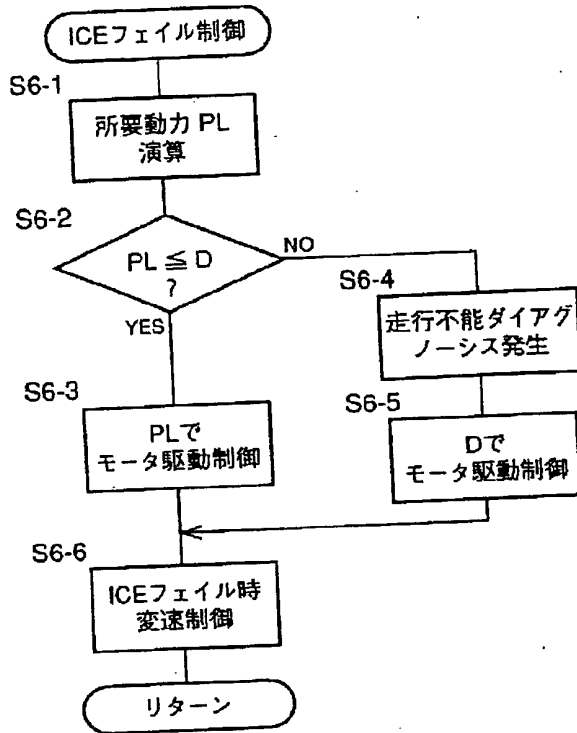 ICEフェイル制御
S6-1
所要動力 PL
演算
S6-2
PL ≦ D
?
NO
YES
S6-4
走行不能ダイアグ
ノーシス発生
S6-3
PLで
モータ駆動制御
S6-5
Dで
モータ駆動制御
S6-6
ICEフェイル時
変速制御
リターン